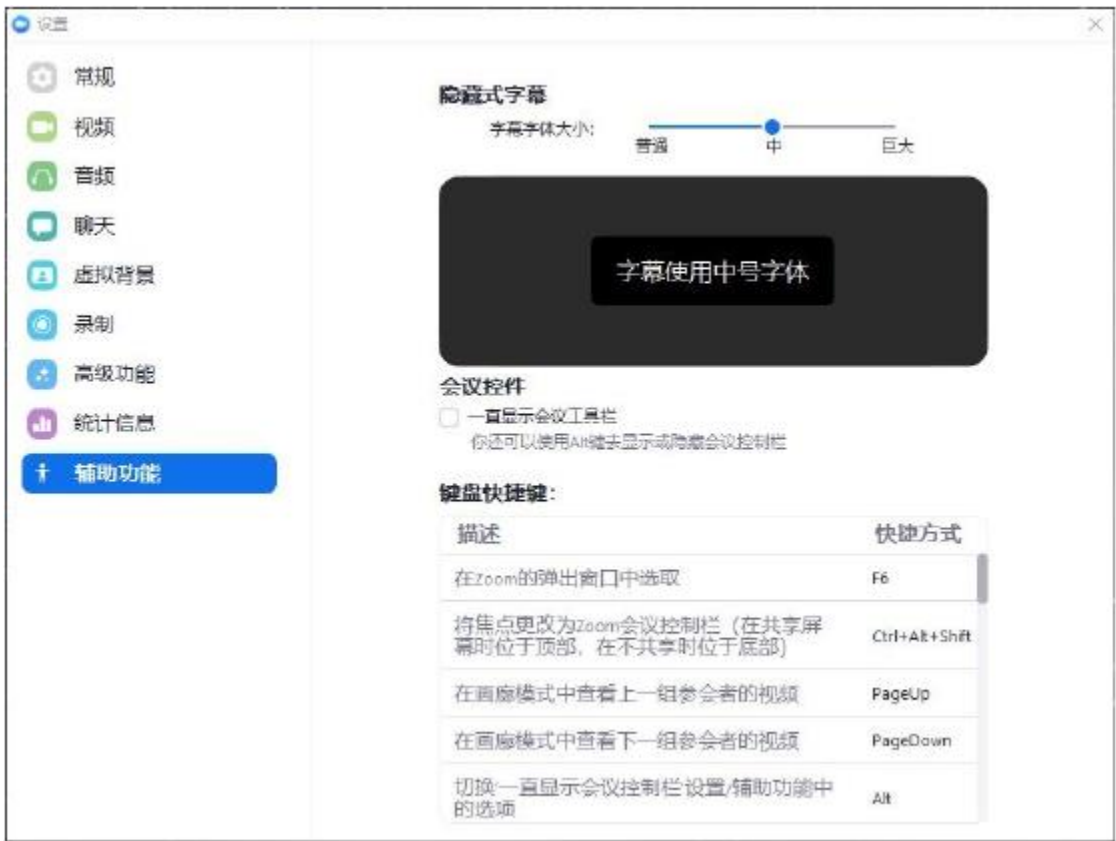 设置
常规
视频
音频
聊天
虚拟背景
录制
高级功能
统计信息
辅助功能
隐藏式字幕
字幕字体大小:
普通 中 巨大
字幕使用中号字体
会议控件
一直显示会议工具栏
你还可以使用Alt键去显示或隐藏会议控制栏
键盘快捷键:
描述 快捷方式
在Zoom的弹出窗口中选取 F6
将焦点更改为Zoom会议控制栏（在共享屏
幕时位于顶部，在不共享时位于底部) Ctrl+Alt+Shift
在画廊模式中查看上一组参会者的视频 PageUp
在画廊模式中查看下一组参会者的视频 PageDown
切换'一直显示会议控制栏'设置/辅助功能中
的选项 Alt